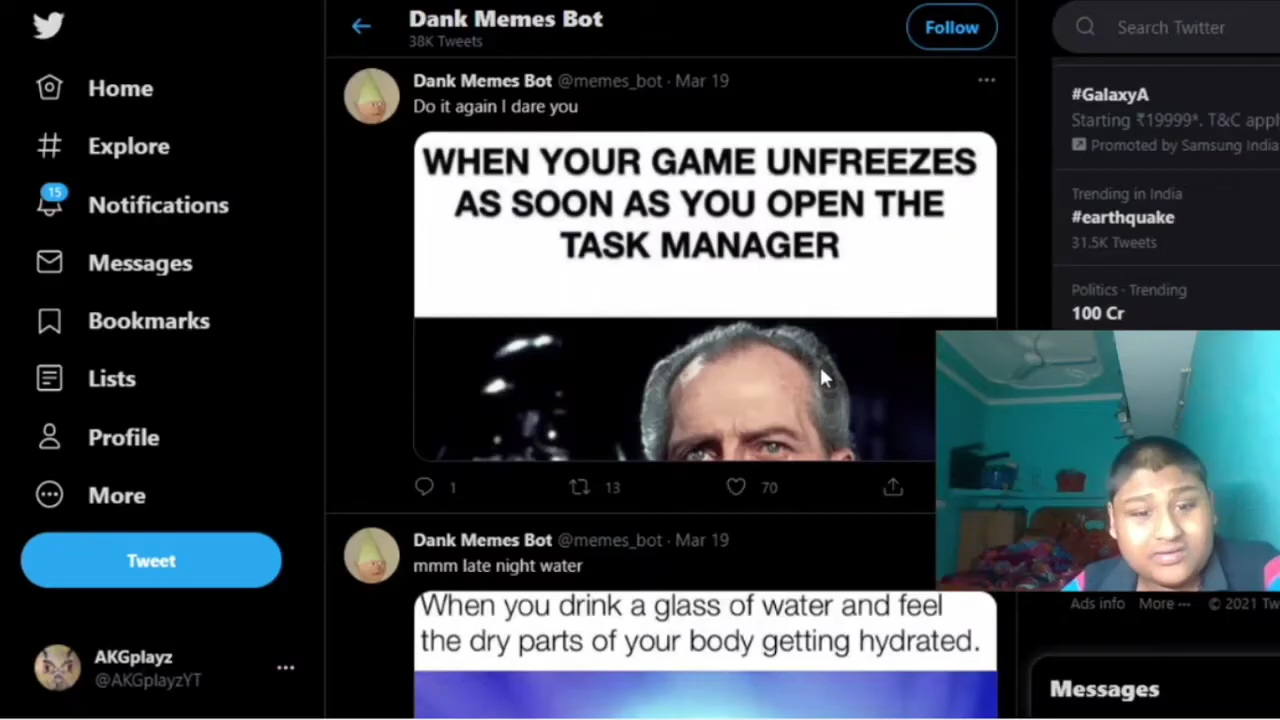 Home
Explore
15
Notifications
Messages
Bookmarks
Lists
Profile
More
Tweet
AKGplayz
@AKGplayzYT
Dank Memes Bot
38K Tweets
Follow
Dank Memes Bot @memes_bot · Mar 19
Do it again I dare you
WHEN YOUR GAME UNFREEZES
AS SOON AS YOU OPEN THE
TASK MANAGER
1
13
70
Dank Memes Bot @memes_bot · Mar 19
mmm late night water
When you drink a glass of water and feel
the dry parts of your body getting hydrated.
Search Twitter
#GalaxyA
Starting ₹19999*. T&C appl
Promoted by Samsung India
Trending in India
#earthquake
31.5K Tweets
Politics · Trending
100 Cr
Ads info More ··· © 2021 Tw
Messages